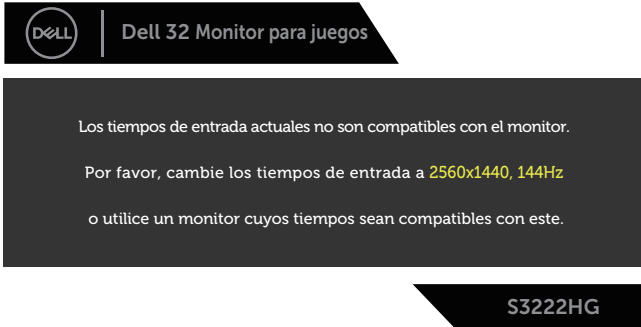 DELL
Dell 32 Monitor para juegos
Los tiempos de entrada actuales no son compatibles con el monitor.
Por favor, cambie los tiempos de entrada a 2560x1440, 144Hz
o utilice un monitor cuyos tiempos sean compatibles con este.
S3222HG